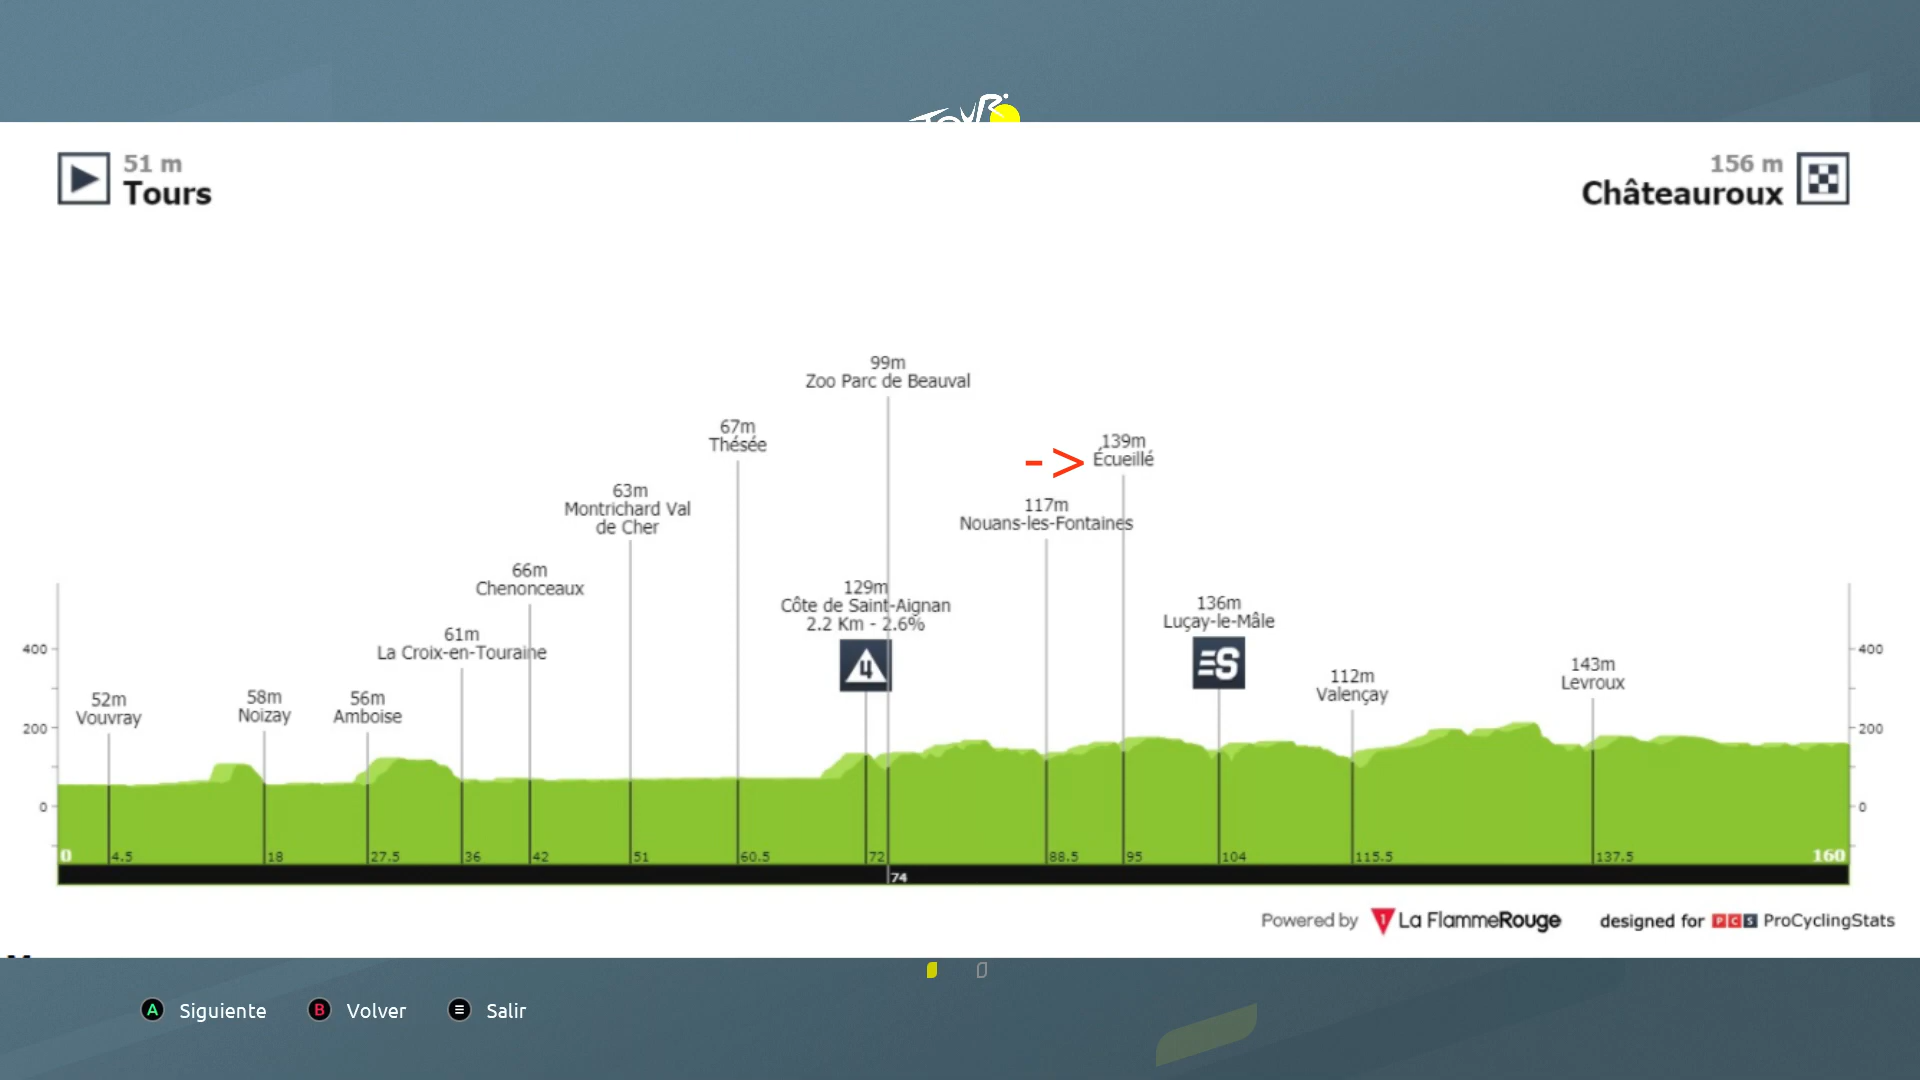 TOUR
51 m
Tours
156 m
Châteauroux
99m
Zoo Parc de Beauval
67m
Thésée
139m
-> Écueillé
63m
Montrichard Val
de Cher
117m
Nouans-les-Fontaines
66m
Chenonceaux
129m
Côte de Saint-Aignan
2.2 Km - 2.6%
4
136m
Luçay-le-Mâle
S
61m
La Croix-en-Touraine
143m
Levroux
112m
Valençay
52m
Vouvray
58m
Noizay
56m
Amboise
400
200
0
400
200
0
0 4.5 18 27.5 36 42 51 60.5 72 88.5 95 104 115.5 137.5 160
74
Powered by 1 La FlammeRouge designed for PCS ProCyclingStats
A Siguiente B Volver Salir